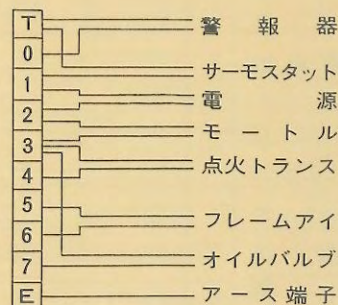 T
0
1
2
3
4
5
6
7
E
警報器
サーモスタット
電源
モートル
点火トランス
フレームアイ
オイルバルブ
アース端子